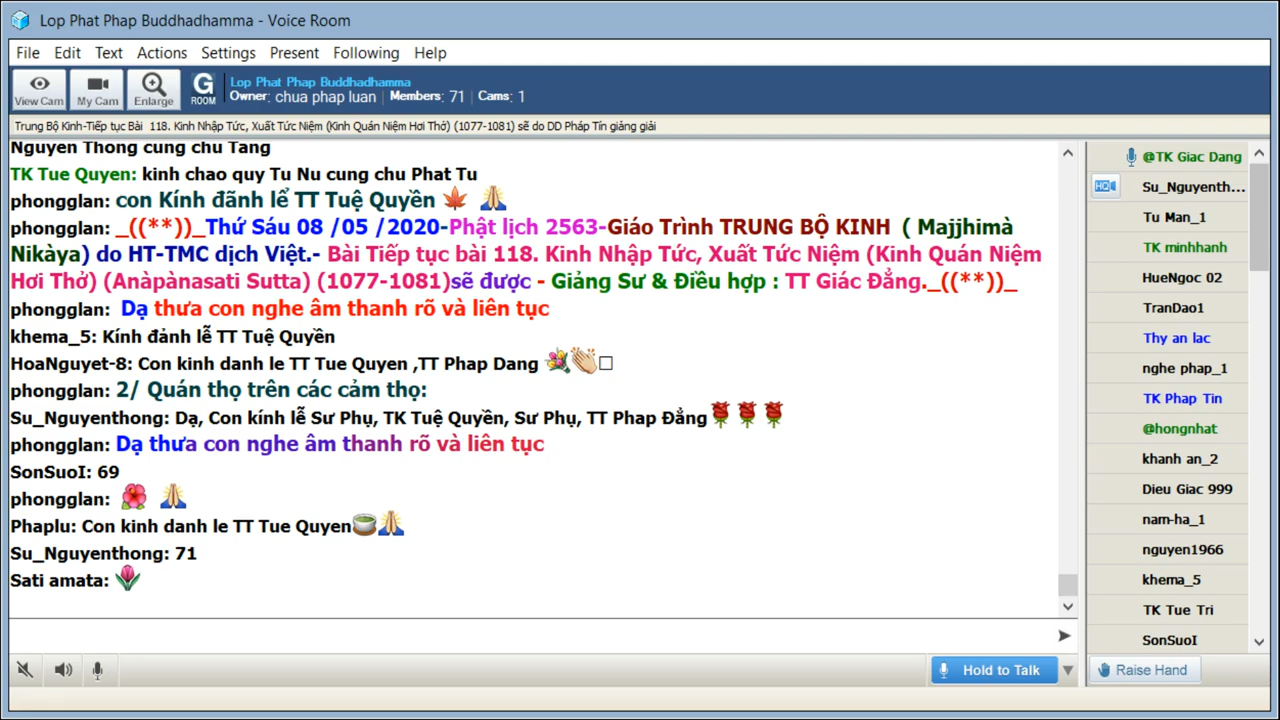 Lop Phat Phap Buddhadhamma - Voice Room
File Edit Text Actions Settings Present Following Help
View Cam My Cam Enlarge G ROOM
Lop Phat Phap Buddhadhamma
Owner: chua phap luan | Members: 71 | Cams: 1
Trung Bộ Kinh-Tiếp tục Bài 118. Kinh Nhập Tức, Xuất Tức Niệm (Kinh Quán Niệm Hơi Thở) (1077-1081) sẽ do DD Pháp Tín giảng giải
Nguyen Thong cung chu Tang
TK Tue Quyen: kinh chao quy Tu Nu cung chu Phat Tu
phongglan: con Kính đãnh lể TT Tuệ Quyền 🍁 🙏
phongglan: _((**))_Thứ Sáu 08 /05 /2020-Phật lịch 2563-Giáo Trình TRUNG BỘ KINH ( Majjhimà
Nikàya) do HT-TMC dịch Việt.- Bài Tiếp tục bài 118. Kinh Nhập Tức, Xuất Tức Niệm (Kinh Quán Niệm
Hơi Thở) (Anàpànasati Sutta) (1077-1081)sẽ được - Giảng Sư & Điều hợp : TT Giác Đẳng._((**))_
phongglan: Dạ thưa con nghe âm thanh rõ và liên tục
khema_5: Kính đảnh lễ TT Tuệ Quyền
HoaNguyet-8: Con kinh danh le TT Tue Quyen ,TT Phap Dang 💐👏□
phongglan: 2/ Quán thọ trên các cảm thọ:
Su_Nguyenthong: Dạ, Con kính lễ Sư Phụ, TK Tuệ Quyền, Sư Phụ, TT Phap Đẳng🌹🌹🌹
phongglan: Dạ thưa con nghe âm thanh rõ và liên tục
SonSuoI: 69
phongglan: 🌺 🙏
Phaplu: Con kinh danh le TT Tue Quyen🍵🙏
Su_Nguyenthong: 71
Sati amata: 🌷
Hold to Talk
@TK Giac Dang
HQ Su_Nguyenth...
Tu Man_1
TK minhhanh
HueNgoc 02
TranDao1
Thy an lac
nghe phap_1
TK Phap Tin
@hongnhat
khanh an_2
Dieu Giac 999
nam-ha_1
nguyen1966
khema_5
TK Tue Tri
SonSuoI
Raise Hand